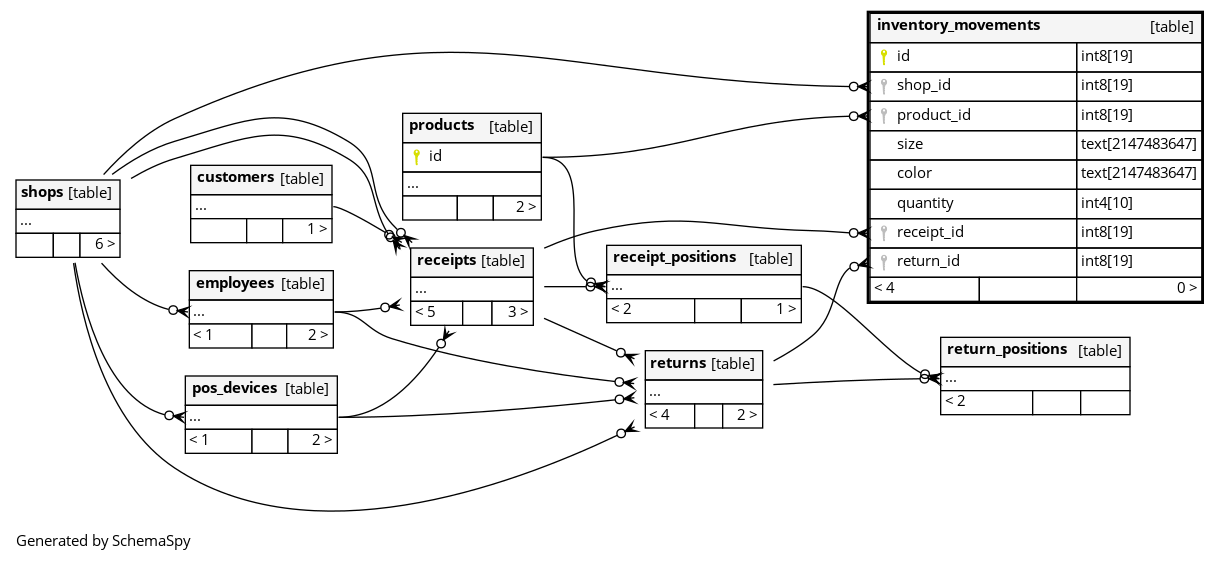 inventory_movements [table]
id int8[19]
shop_id int8[19]
product_id int8[19]
size text[2147483647]
color text[2147483647]
quantity int4[10]
receipt_id int8[19]
return_id int8[19]
< 4 0 >
products [table]
id
...
2 >
customers [table]
...
1 >
shops [table]
...
6 >
receipts [table]
...
< 5 3 >
receipt_positions [table]
...
< 2 1 >
employees [table]
...
< 1 2 >
return_positions [table]
...
< 2
returns [table]
...
< 4 2 >
pos_devices [table]
...
< 1 2 >
Generated by SchemaSpy